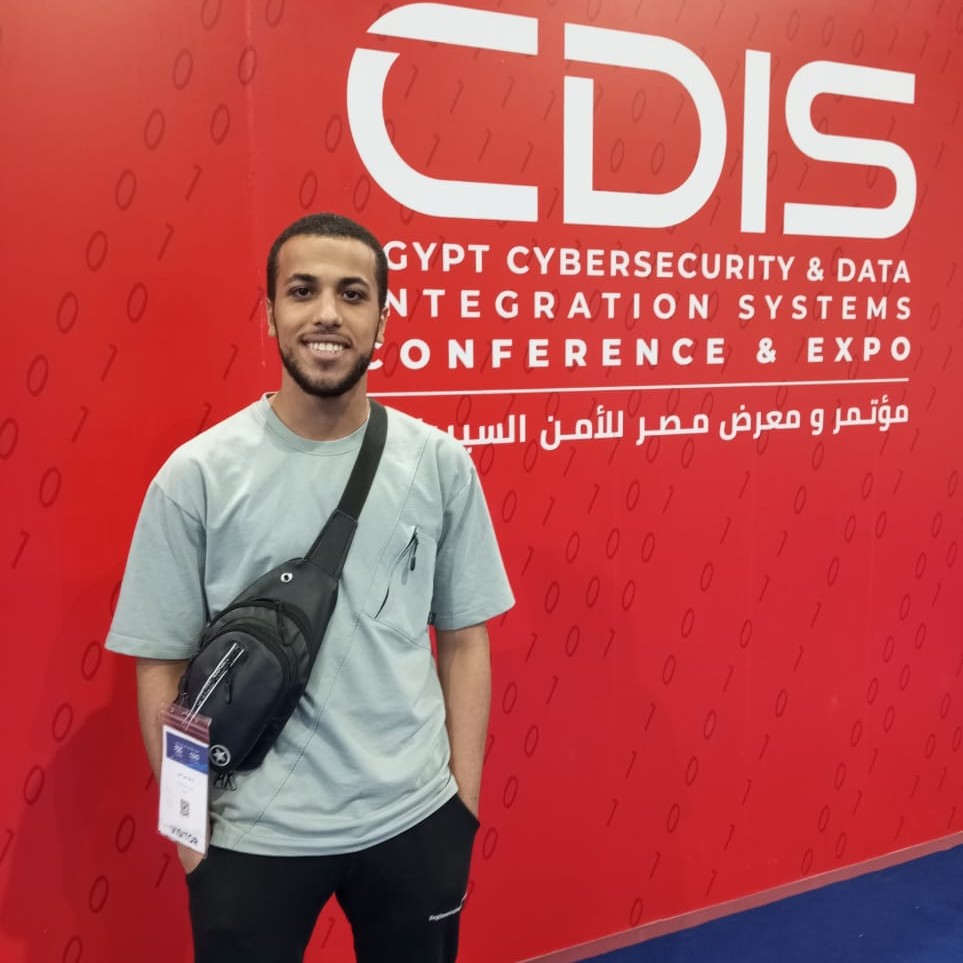 CDIS
GYPT CYBERSECURITY & DATA
NTEGRATION SYSTEMS
CONFERENCE & EXPO
مؤتمر و معرض مصر للأمن
VISITOR